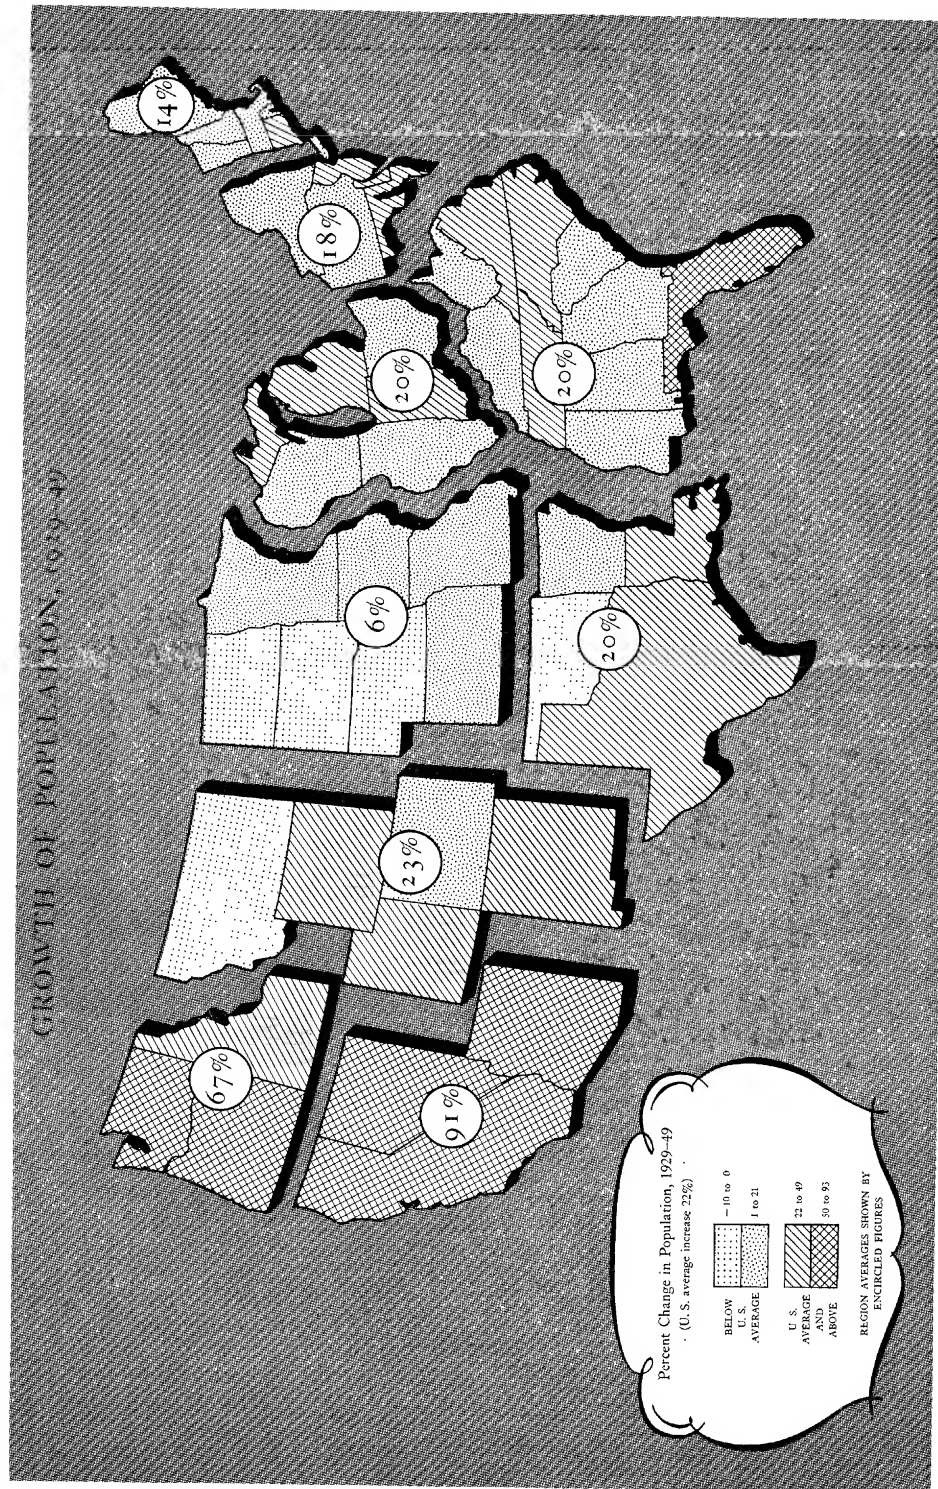 GROWTH OF POPULATION, 1929-49
14%
18%
20%
20%
6%
20%
23%
67%
91%
Percent Change in Population, 1929-49
(U. S. average increase 22%)
BELOW
U. S.
AVERAGE
— 10 to 0
1 to 21
U. S.
AVERAGE
AND
ABOVE
22 to 49
50 to 93
REGION AVERAGES SHOWN BY
ENCIRCLED FIGURES